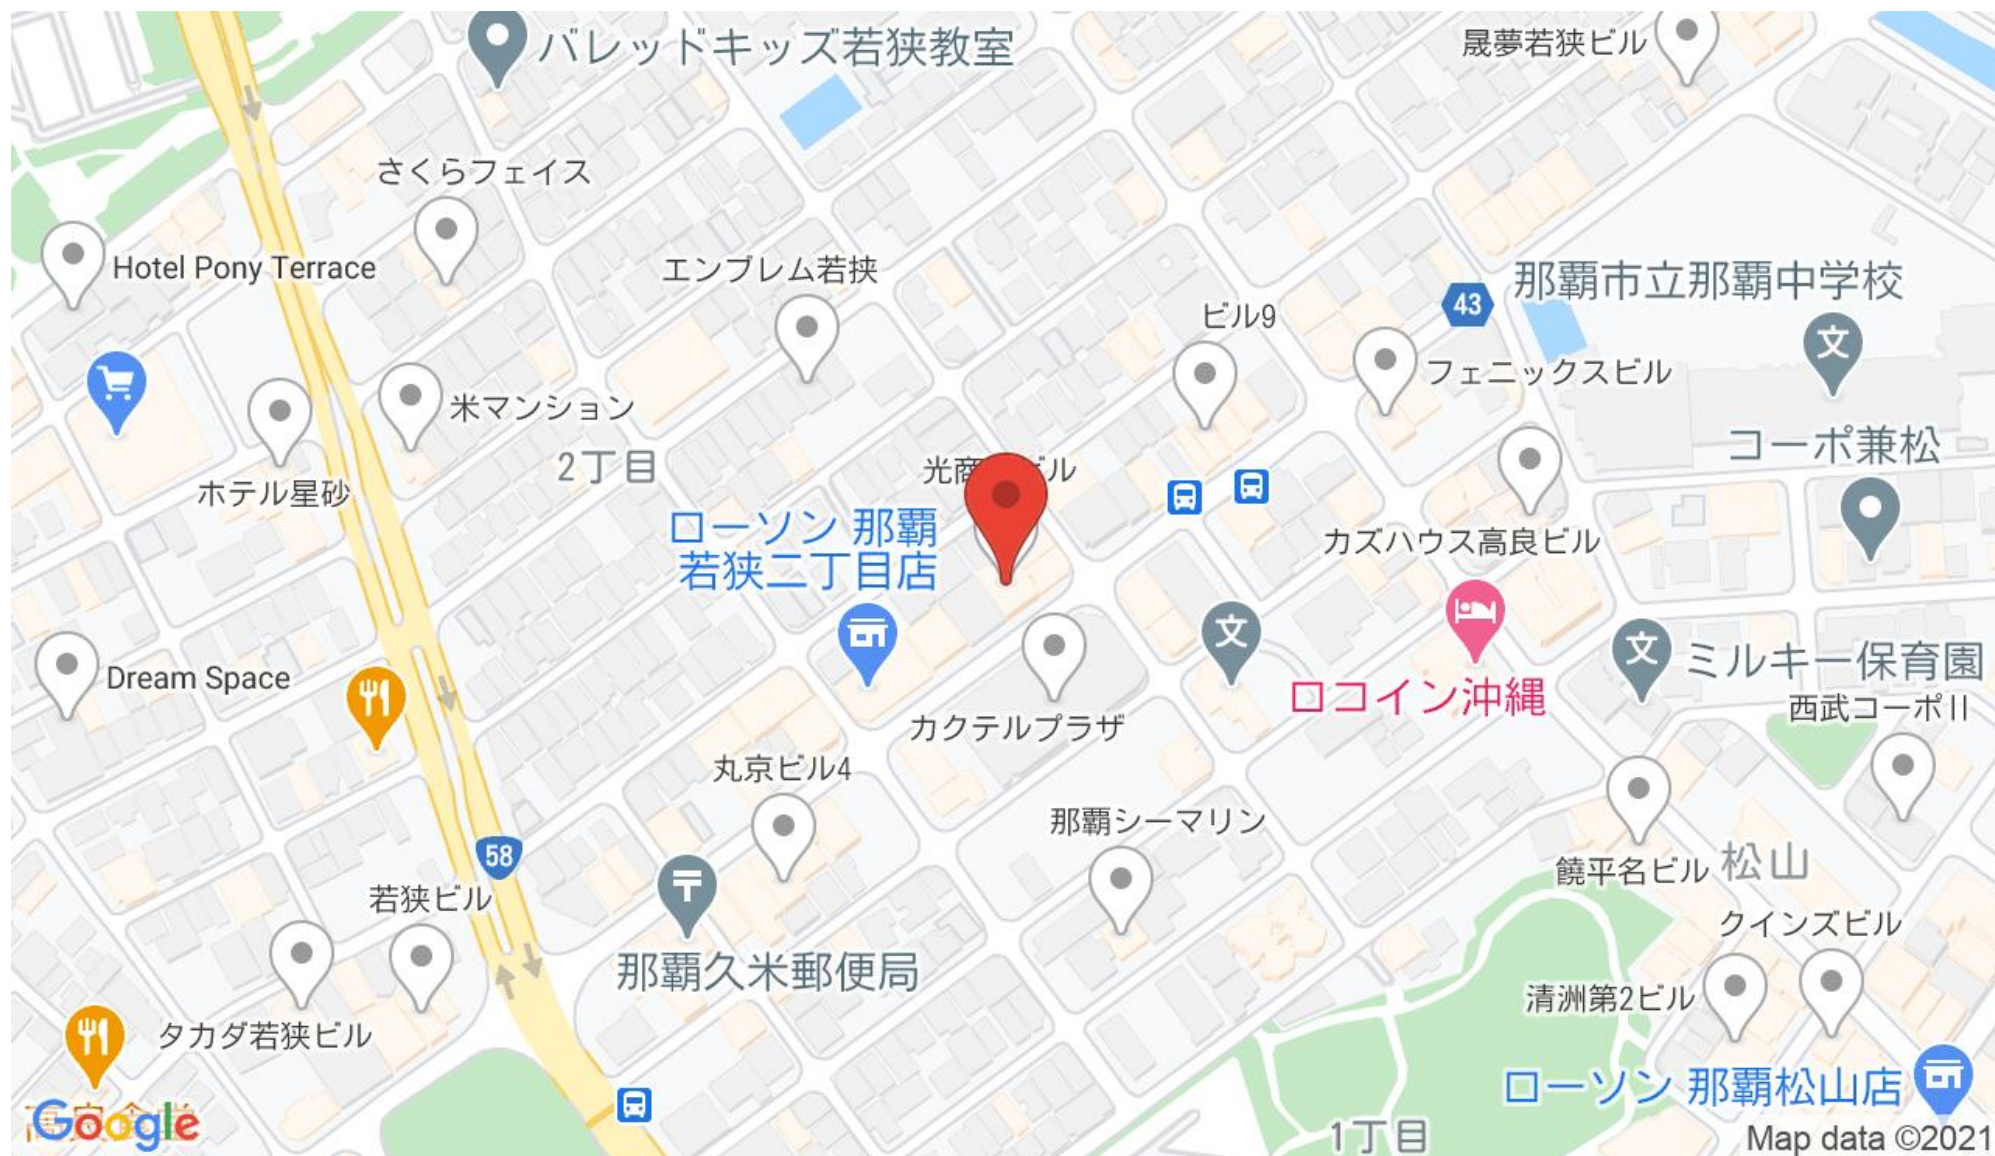 バレッドキッズ若狭教室
晟夢若狭ビル
さくらフェイス
Hotel Pony Terrace
エンブレム若挟
那覇市立那覇中学校
43
文
ビル9
フェニックスビル
米マンション
コーポ兼松
2丁目
光商
ル
ホテル星砂
ローソン 那覇
若狭二丁目店
カズハウス高良ビル
文
文
ミルキー保育園
Dream Space
ロコイン沖縄
西武コーポII
カクテルプラザ
丸京ビル4
那覇シーマリン
58
〒
饒平名ビル
松山
若狭ビル
クインズビル
那覇久米郵便局
清洲第2ビル
タカダ若狭ビル
ローソン 那覇松山店
Google
1丁目
Map data ©2021